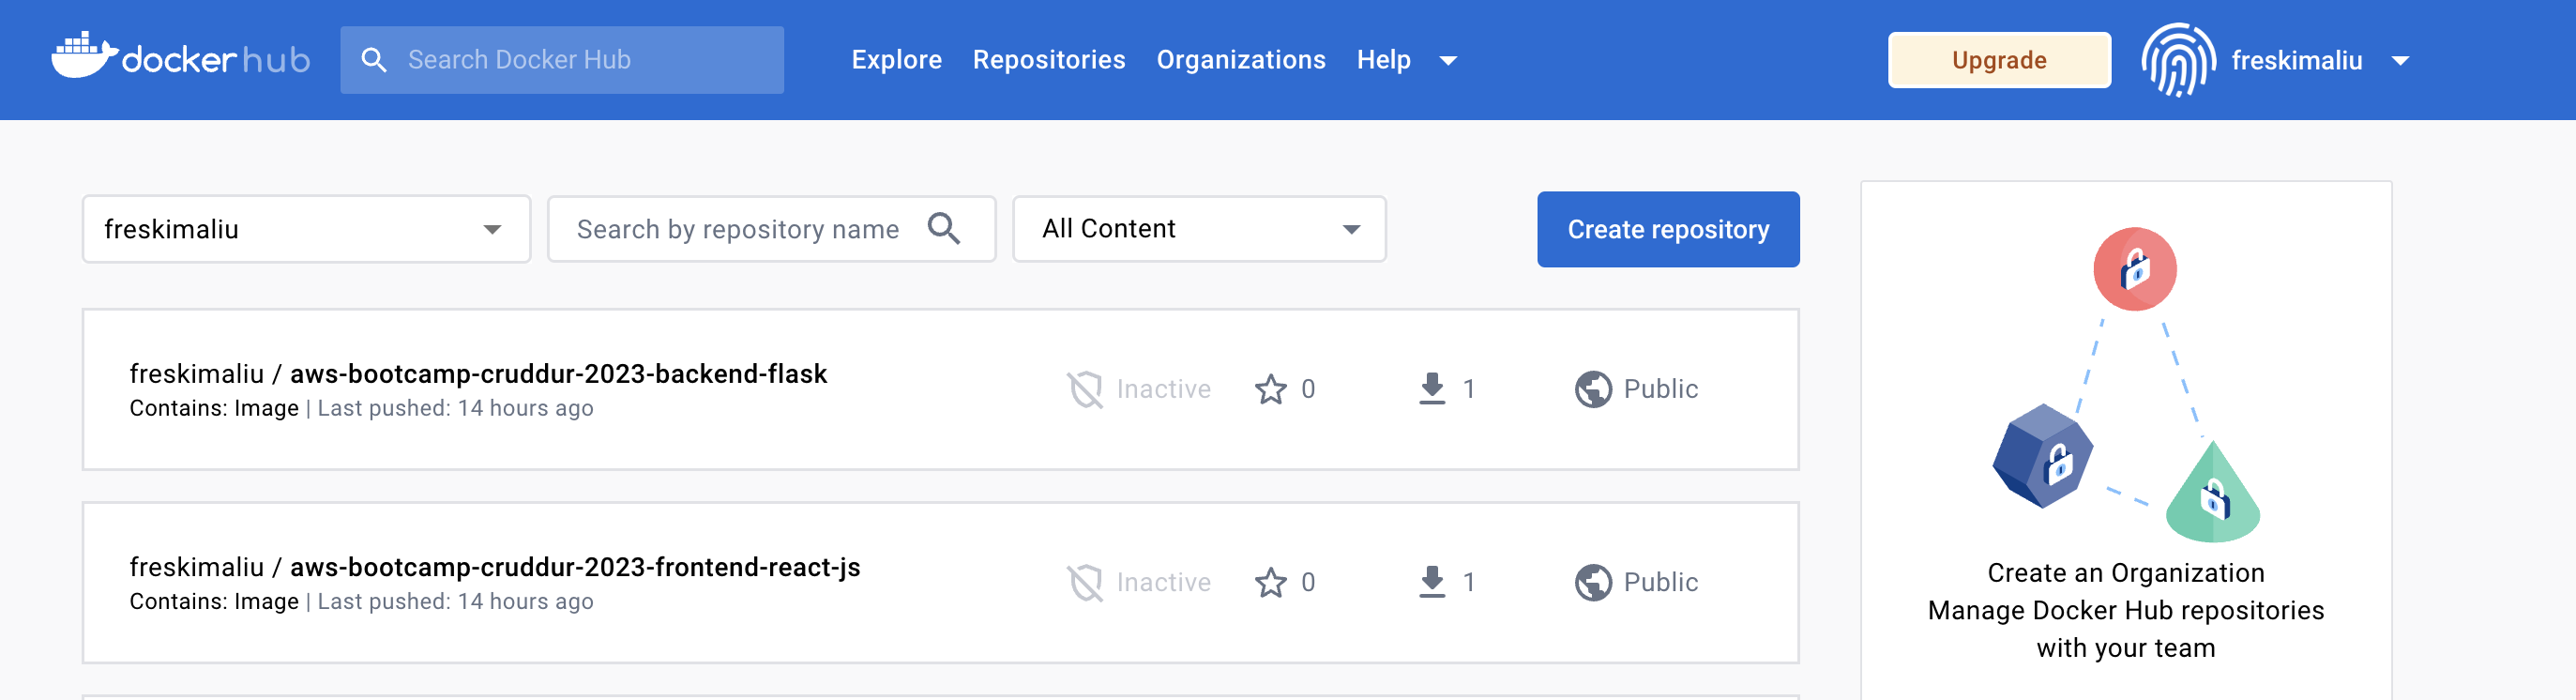 docker hub
Search Docker Hub
Explore Repositories Organizations Help
Upgrade
freskimaliu
freskimaliu
Search by repository name
All Content
Create repository
freskimaliu / aws-bootcamp-cruddur-2023-backend-flask
Contains: Image | Last pushed: 14 hours ago
Inactive
0
1
Public
freskimaliu / aws-bootcamp-cruddur-2023-frontend-react-js
Contains: Image | Last pushed: 14 hours ago
Inactive
0
1
Public
Create an Organization
Manage Docker Hub repositories
with your team